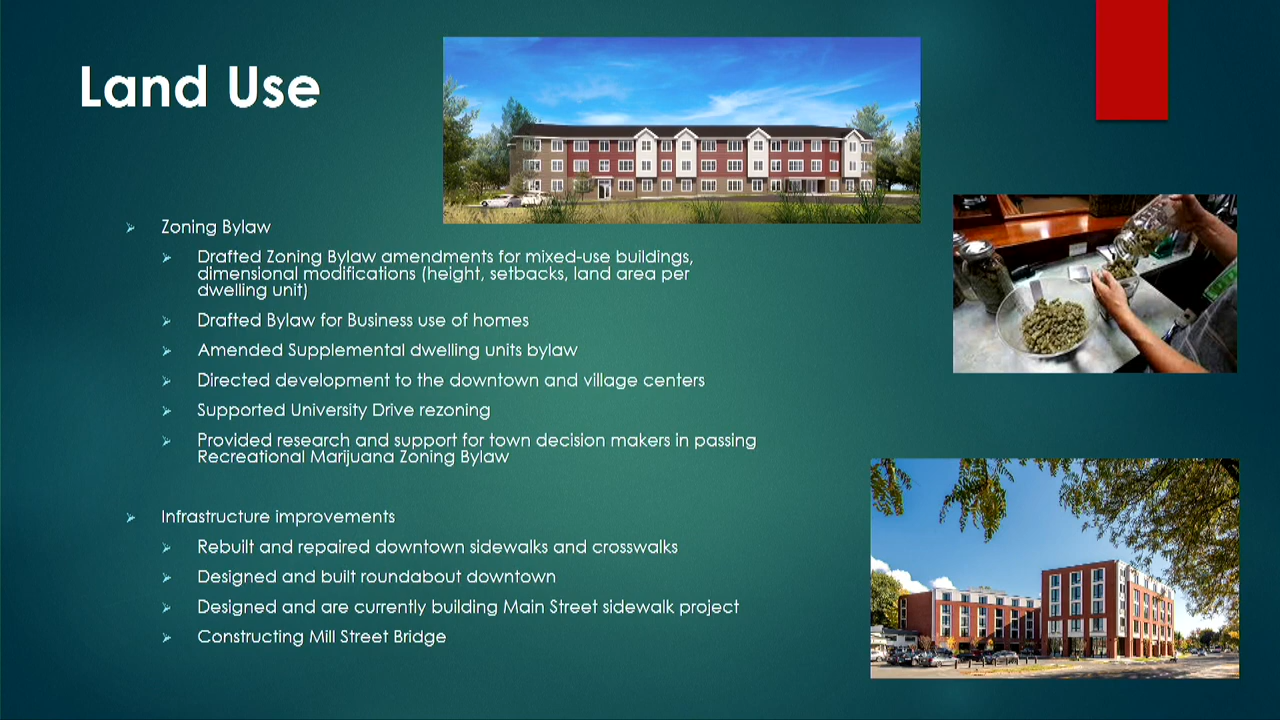 Land Use
Zoning Bylaw
Drafted Zoning Bylaw amendments for mixed-use buildings,
dimensional modifications (height, setbacks, land area per
dwelling unit)
Drafted Bylaw for Business use of homes
Amended Supplemental dwelling units bylaw
Directed development to the downtown and village centers
Supported University Drive rezoning
Provided research and support for town decision makers in passing
Recreational Marijuana Zoning Bylaw
Infrastructure improvements
Rebuilt and repaired downtown sidewalks and crosswalks
Designed and built roundabout downtown
Designed and are currently building Main Street sidewalk project
Constructing Mill Street Bridge